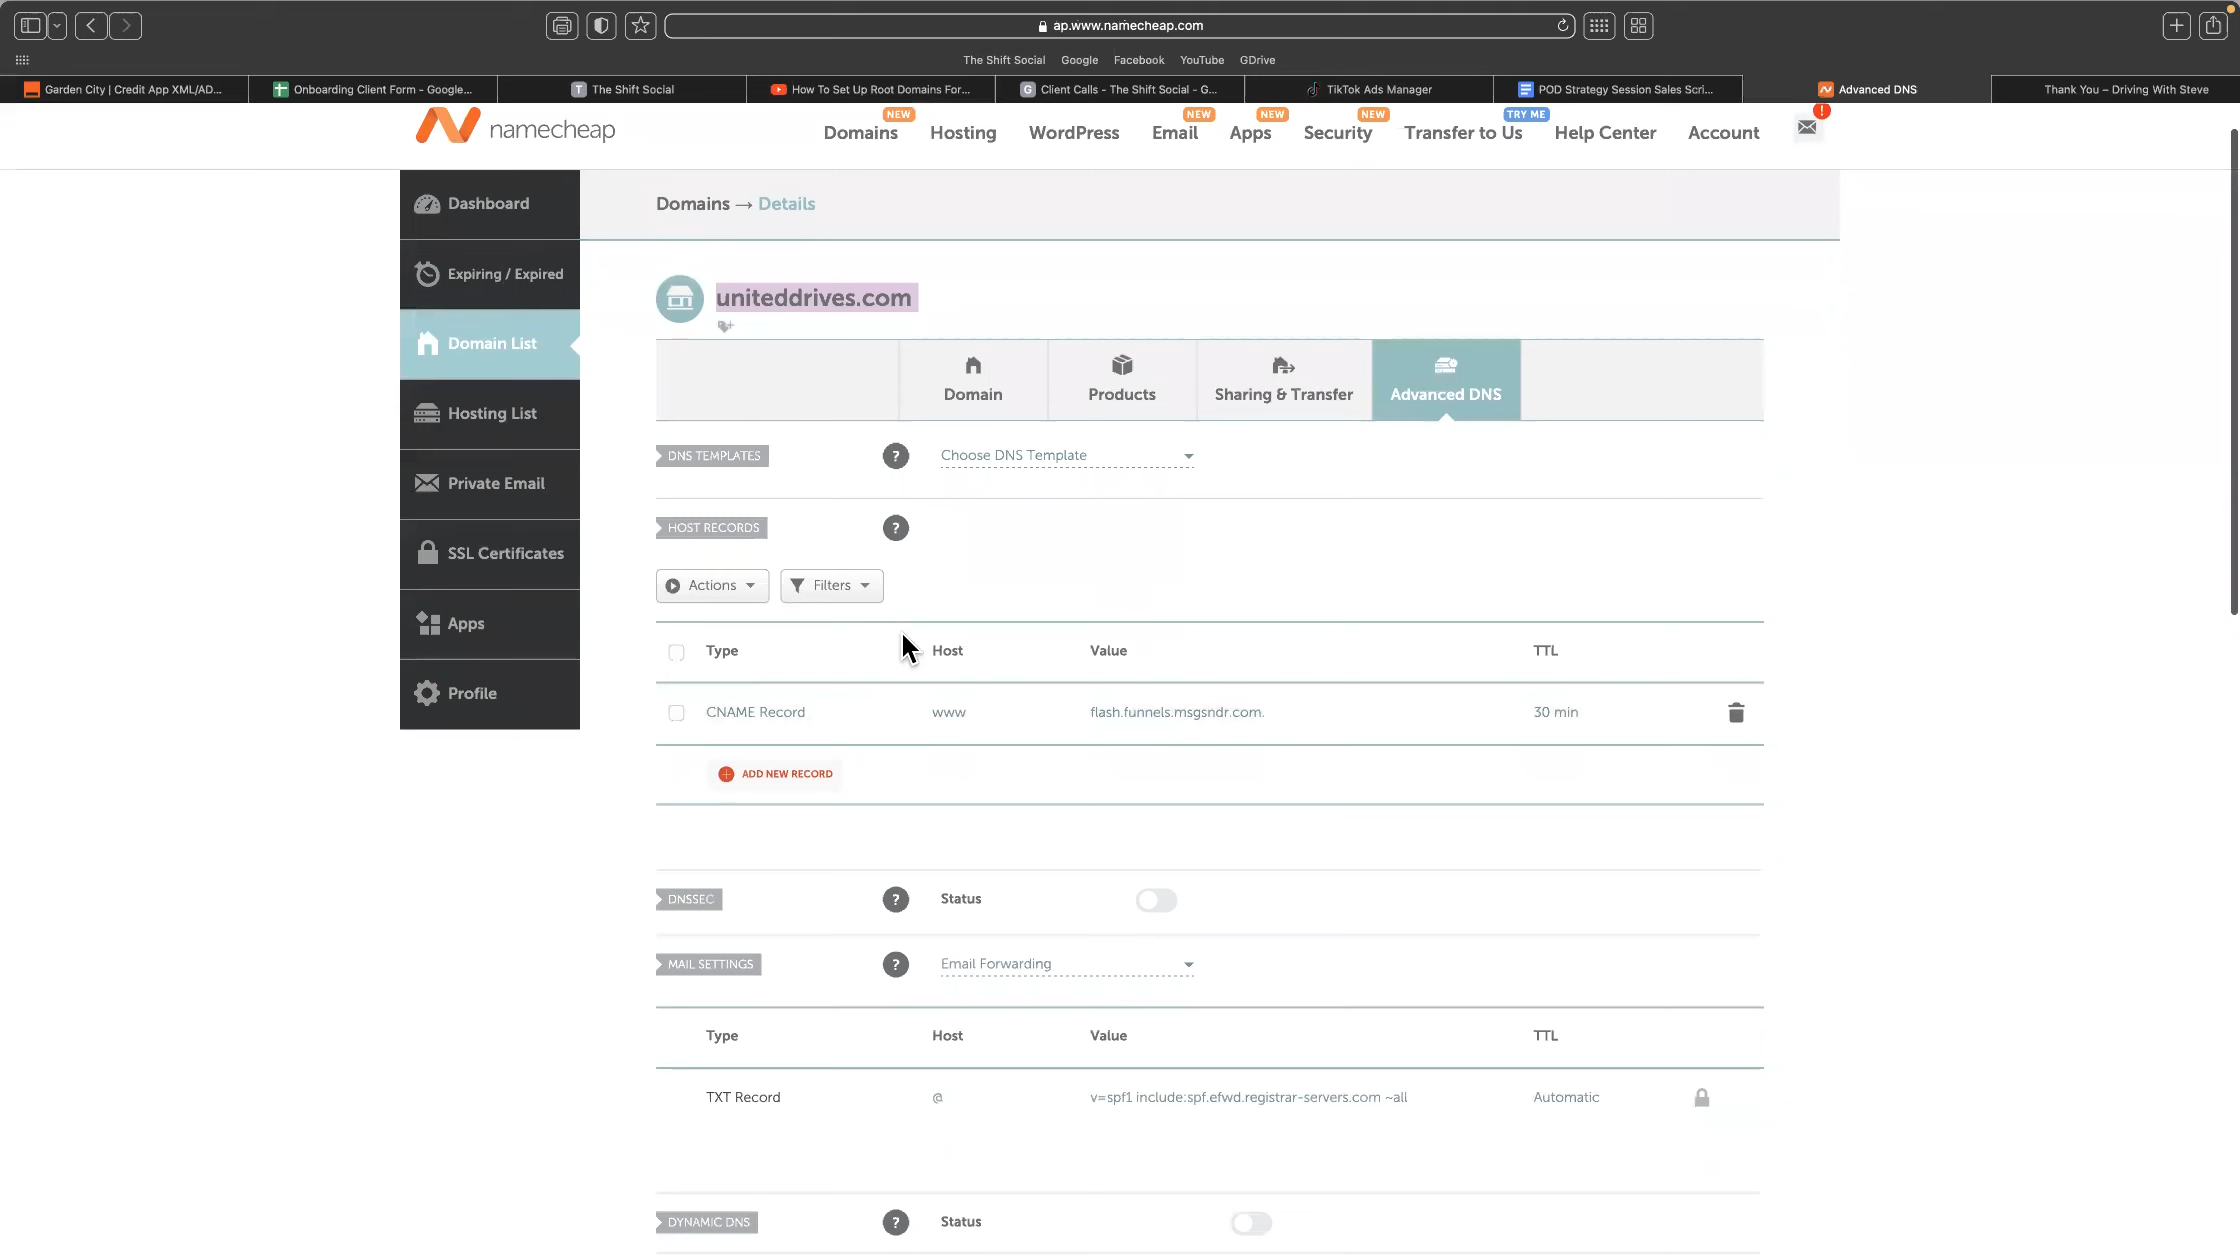 ap.www.namecheap.com
The Shift Social Google Facebook YouTube GDrive
Garden City | Credit App XML/AD...
Onboarding Client Form - Google...
T The Shift Social
How To Set Up Root Domains For...
G Client Calls - The Shift Social - G...
TikTok Ads Manager
POD Strategy Session Sales Scri...
Advanced DNS
Thank You – Driving With Steve
namecheap
NEW NEW NEW NEW TRY ME !
Domains Hosting WordPress Email Apps Security Transfer to Us Help Center Account
Dashboard
Expiring / Expired
Domain List
Hosting List
Private Email
SSL Certificates
Apps
Profile
Domains → Details
uniteddrives.com
Domain Products Sharing & Transfer Advanced DNS
DNS TEMPLATES ? Choose DNS Template
HOST RECORDS ?
Actions Filters
Type Host Value TTL
CNAME Record www flash.funnels.msgsndr.com. 30 min
ADD NEW RECORD
DNSSEC ? Status
MAIL SETTINGS ? Email Forwarding
Type Host Value TTL
TXT Record @ v=spf1 include:spf.efwd.registrar-servers.com ~all Automatic
DYNAMIC DNS ? Status